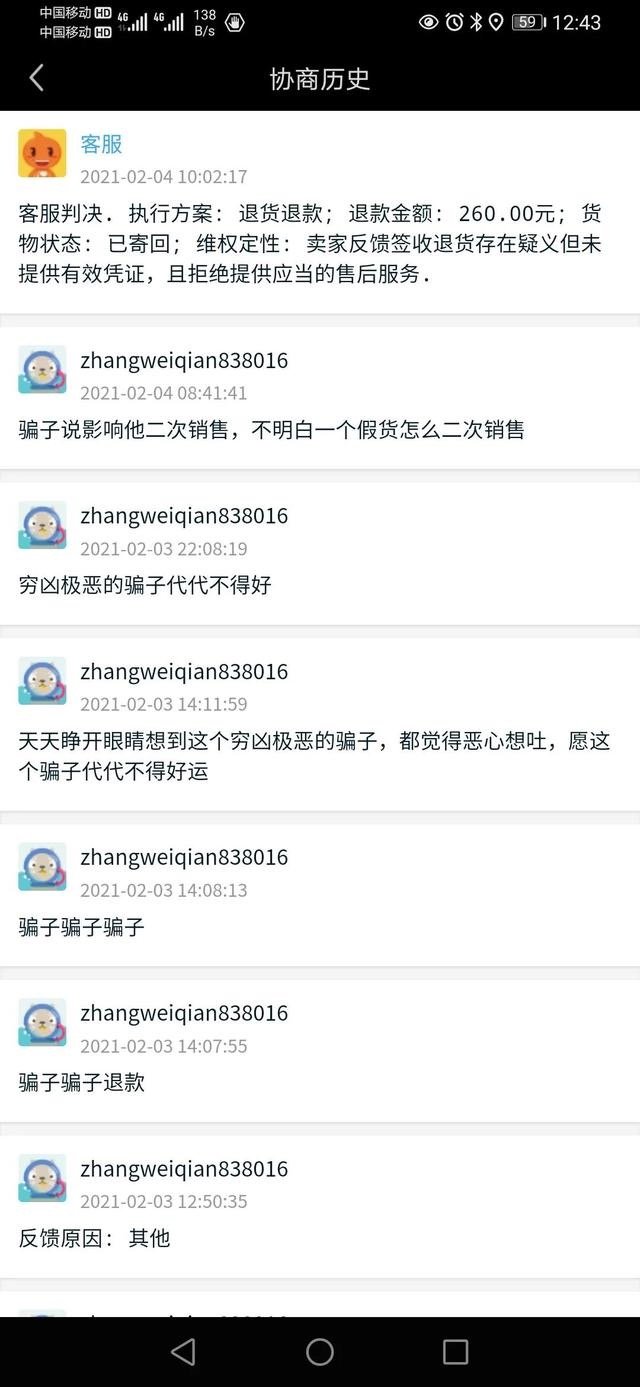 中国移动 HD 4G 4G 138 59 12:43
中国移动 HD B/s
协商历史
客服
2021-02-04 10:02:17
客服判决. 执行方案: 退货退款; 退款金额: 260.00元; 货
物状态: 已寄回; 维权定性: 卖家反馈签收退货存在疑义但未
提供有效凭证，且拒绝提供应当的售后服务.
zhangweiqian838016
2021-02-04 08:41:41
骗子说影响他二次销售，不明白一个假货怎么二次销售
zhangweiqian838016
2021-02-03 22:08:19
穷凶极恶的骗子代代不得好
zhangweiqian838016
2021-02-03 14:11:59
天天睁开眼睛想到这个穷凶极恶的骗子，都觉得恶心想吐，愿这
个骗子代代不得好运
zhangweiqian838016
2021-02-03 14:08:13
骗子骗子骗子
zhangweiqian838016
2021-02-03 14:07:55
骗子骗子退款
zhangweiqian838016
2021-02-03 12:50:35
反馈原因: 其他